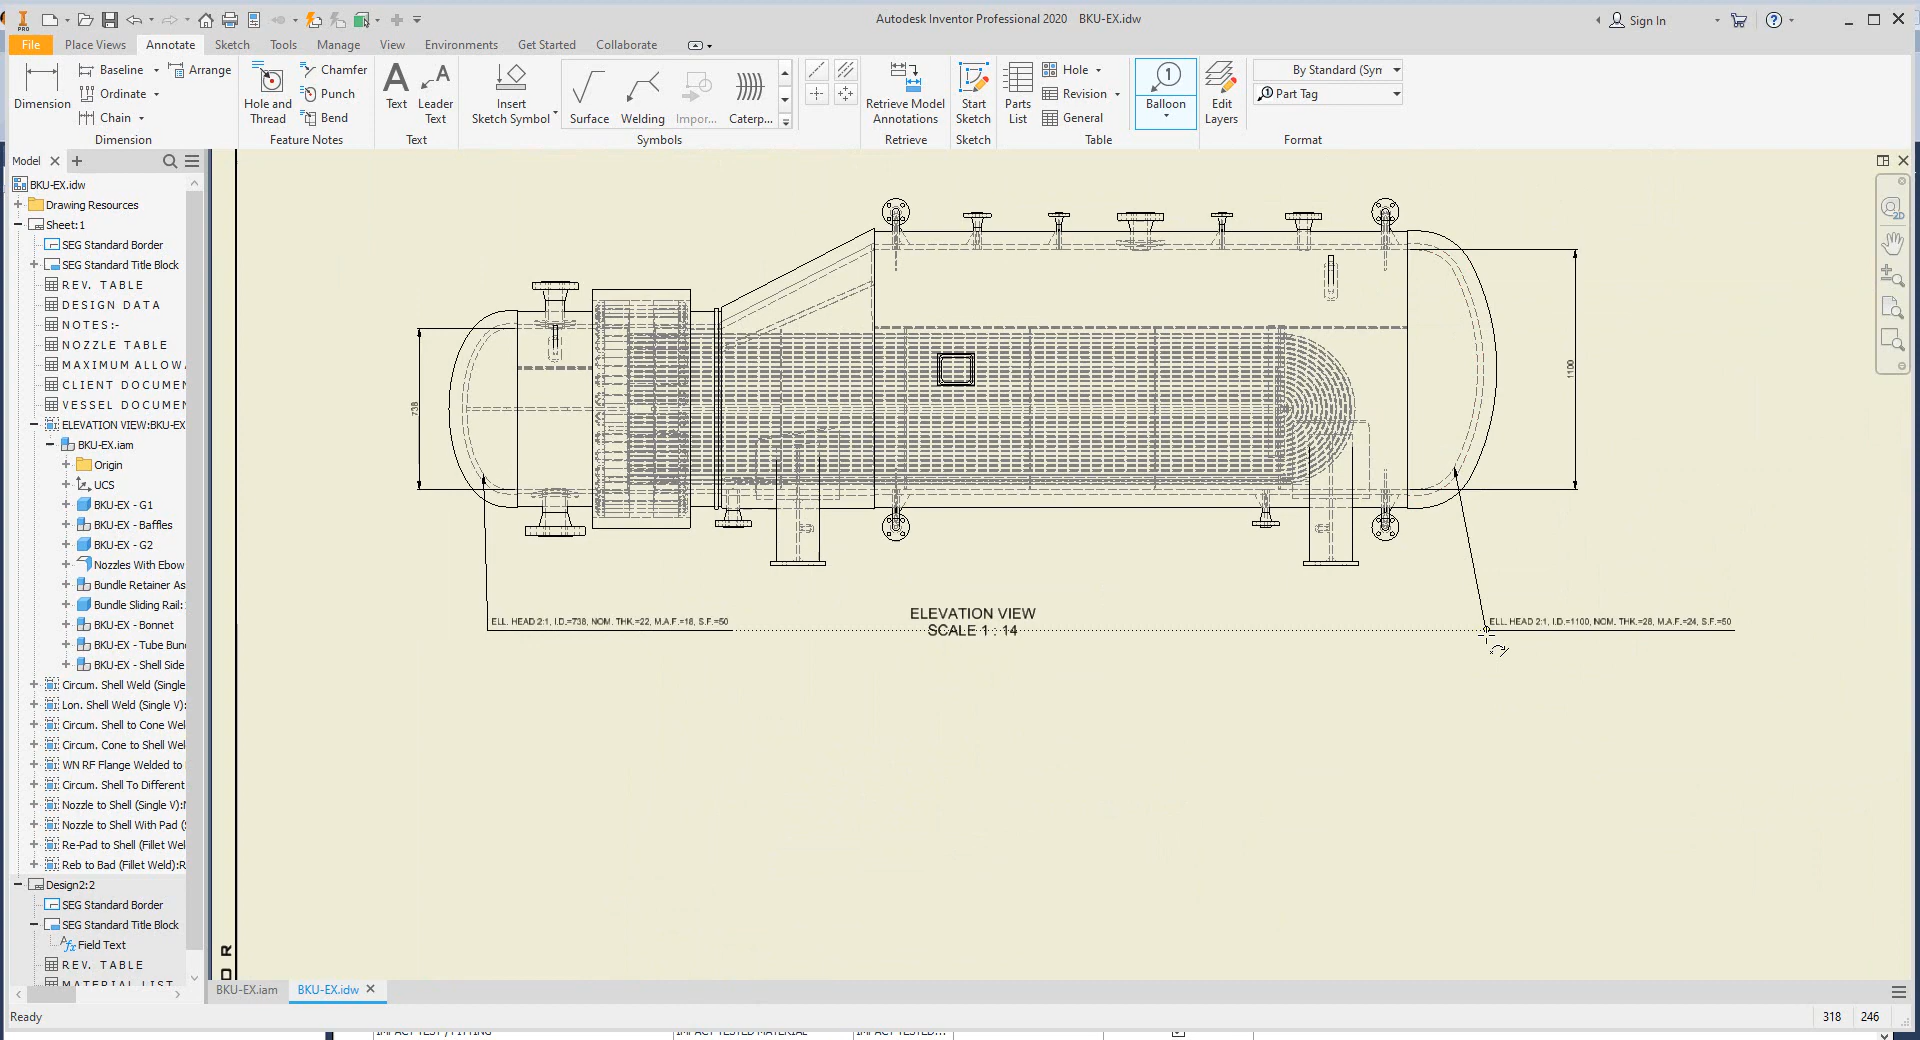 Autodesk Inventor Professional 2020 BKU-EX.idw
Sign In
File Place Views Annotate Sketch Tools Manage View Environments Get Started Collaborate
Dimension
Baseline
Ordinate
Chain
Arrange
Dimension
Hole and Thread
Chamfer
Punch
Bend
Feature Notes
Text
Leader Text
Text
Insert Sketch Symbol
Surface
Welding
Impor...
Caterp...
Symbols
Retrieve Model Annotations
Retrieve
Start Sketch
Sketch
Parts List
Hole
Revision
General
Table
Balloon
Edit Layers
By Standard (Syn
Part Tag
Format
Model
BKU-EX.idw
Drawing Resources
Sheet:1
SEG Standard Border
SEG Standard Title Block
REV. TABLE
DESIGN DATA
NOTES:-
NOZZLE TABLE
MAXIMUM ALLOW
CLIENT DOCUMEN
VESSEL DOCUMEN
ELEVATION VIEW:BKU-EX
BKU-EX.iam
Origin
UCS
BKU-EX - G1
BKU-EX - Baffles
BKU-EX - G2
Nozzles With Ebow
Bundle Retainer As
Bundle Sliding Rail:
BKU-EX - Bonnet
BKU-EX - Tube Bun
BKU-EX - Shell Side
Circum. Shell Weld (Single
Lon. Shell Weld (Single V):
Circum. Shell to Cone Wel
Circum. Cone to Shell Wel
WN RF Flange Welded to
Circum. Shell To Different
Nozzle to Shell (Single V):
Nozzle to Shell With Pad (
Re-Pad to Shell (Fillet Wel
Reb to Bad (Fillet Weld):R
Design2:2
SEG Standard Border
SEG Standard Title Block
Field Text
REV. TABLE
MATERIAL LIST
738
1100
ELL. HEAD 2:1, I.D.=738, NOM. THK.=22, M.A.F.=18, S.F.=50
ELEVATION VIEW
SCALE 1 : 14
ELL. HEAD 2:1, I.D.=1100, NOM. THK.=28, M.A.F.=24, S.F.=50
BKU-EX.iam
BKU-EX.idw
Ready
318 246
IMPACT TEST / FITTING IMPACT TESTED MATERIAL IMPACT TESTED...